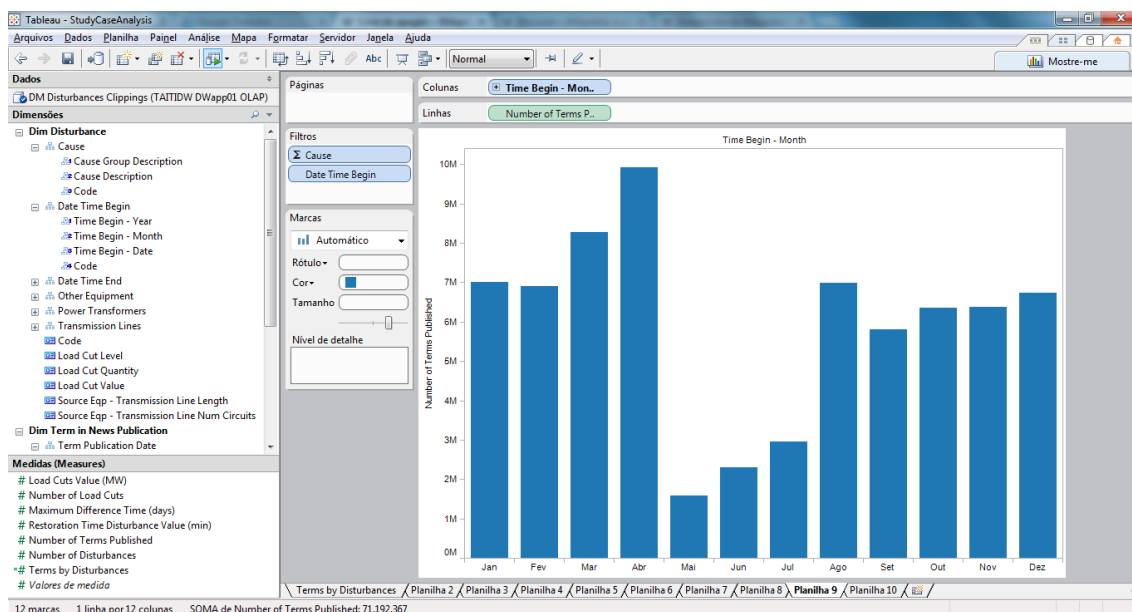 Tableau - StudyCaseAnalysis
Arquivos Dados Planilha Painel Análise Mapa Formatar Servidor Janela Ajuda
Abc Normal
Mostre-me
Dados
DM Disturbances Clippings (TAITIDW DWapp01 OLAP)
Dimensões
Dim Disturbance
Cause
Cause Group Description
Cause Description
Code
Date Time Begin
Time Begin - Year
Time Begin - Month
Time Begin - Date
Code
Date Time End
Other Equipment
Power Transformers
Transmission Lines
Code
Load Cut Level
Load Cut Quantity
Load Cut Value
Source Eqp - Transmission Line Length
Source Eqp - Transmission Line Num Circuits
Dim Term in News Publication
Term Publication Date
Medidas (Measures)
# Load Cuts Value (MW)
# Number of Load Cuts
# Maximum Difference Time (days)
# Restoration Time Disturbance Value (min)
# Number of Terms Published
# Number of Disturbances
=# Terms by Disturbances
# Valores de medida
Páginas
Filtros
Σ Cause
Date Time Begin
Marcas
Automático
Rótulo
Cor
Tamanho
Nível de detalhe
Colunas Time Begin - Mon..
Linhas Number of Terms P..
Time Begin - Month
Number of Terms Published
10M
9M
8M
7M
6M
5M
4M
3M
2M
1M
0M
Jan Fev Mar Abr Mai Jun Jul Ago Set Out Nov Dez
Terms by Disturbances Planilha 2 Planilha 3 Planilha 4 Planilha 5 Planilha 6 Planilha 7 Planilha 8 Planilha 9 Planilha 10
12 marcas 1 linha por 12 colunas SOMA de Number of Terms Published: 71.192.367